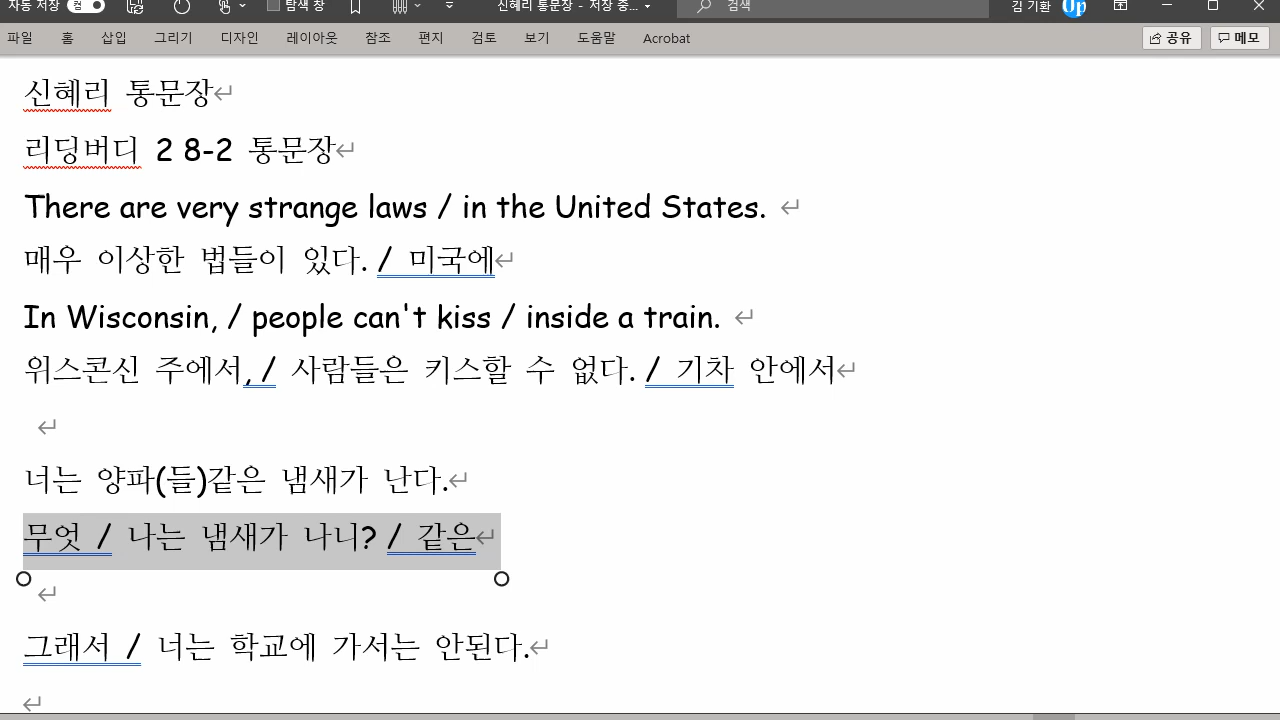 자동 저장 컴 탐색 창 신혜리 통문장 - 저장 중... 검색 김 기환 Op
파일 홈 삽입 그리기 디자인 레이아웃 참조 편지 검토 보기 도움말 Acrobat 공유 메모
신혜리 통문장
리딩버디 2 8-2 통문장
There are very strange laws / in the United States.
매우 이상한 법들이 있다. / 미국에
In Wisconsin, / people can't kiss / inside a train.
위스콘신 주에서, / 사람들은 키스할 수 없다. / 기차 안에서
너는 양파(들)같은 냄새가 난다.
무엇 / 나는 냄새가 나니? / 같은
그래서 / 너는 학교에 가서는 안된다.